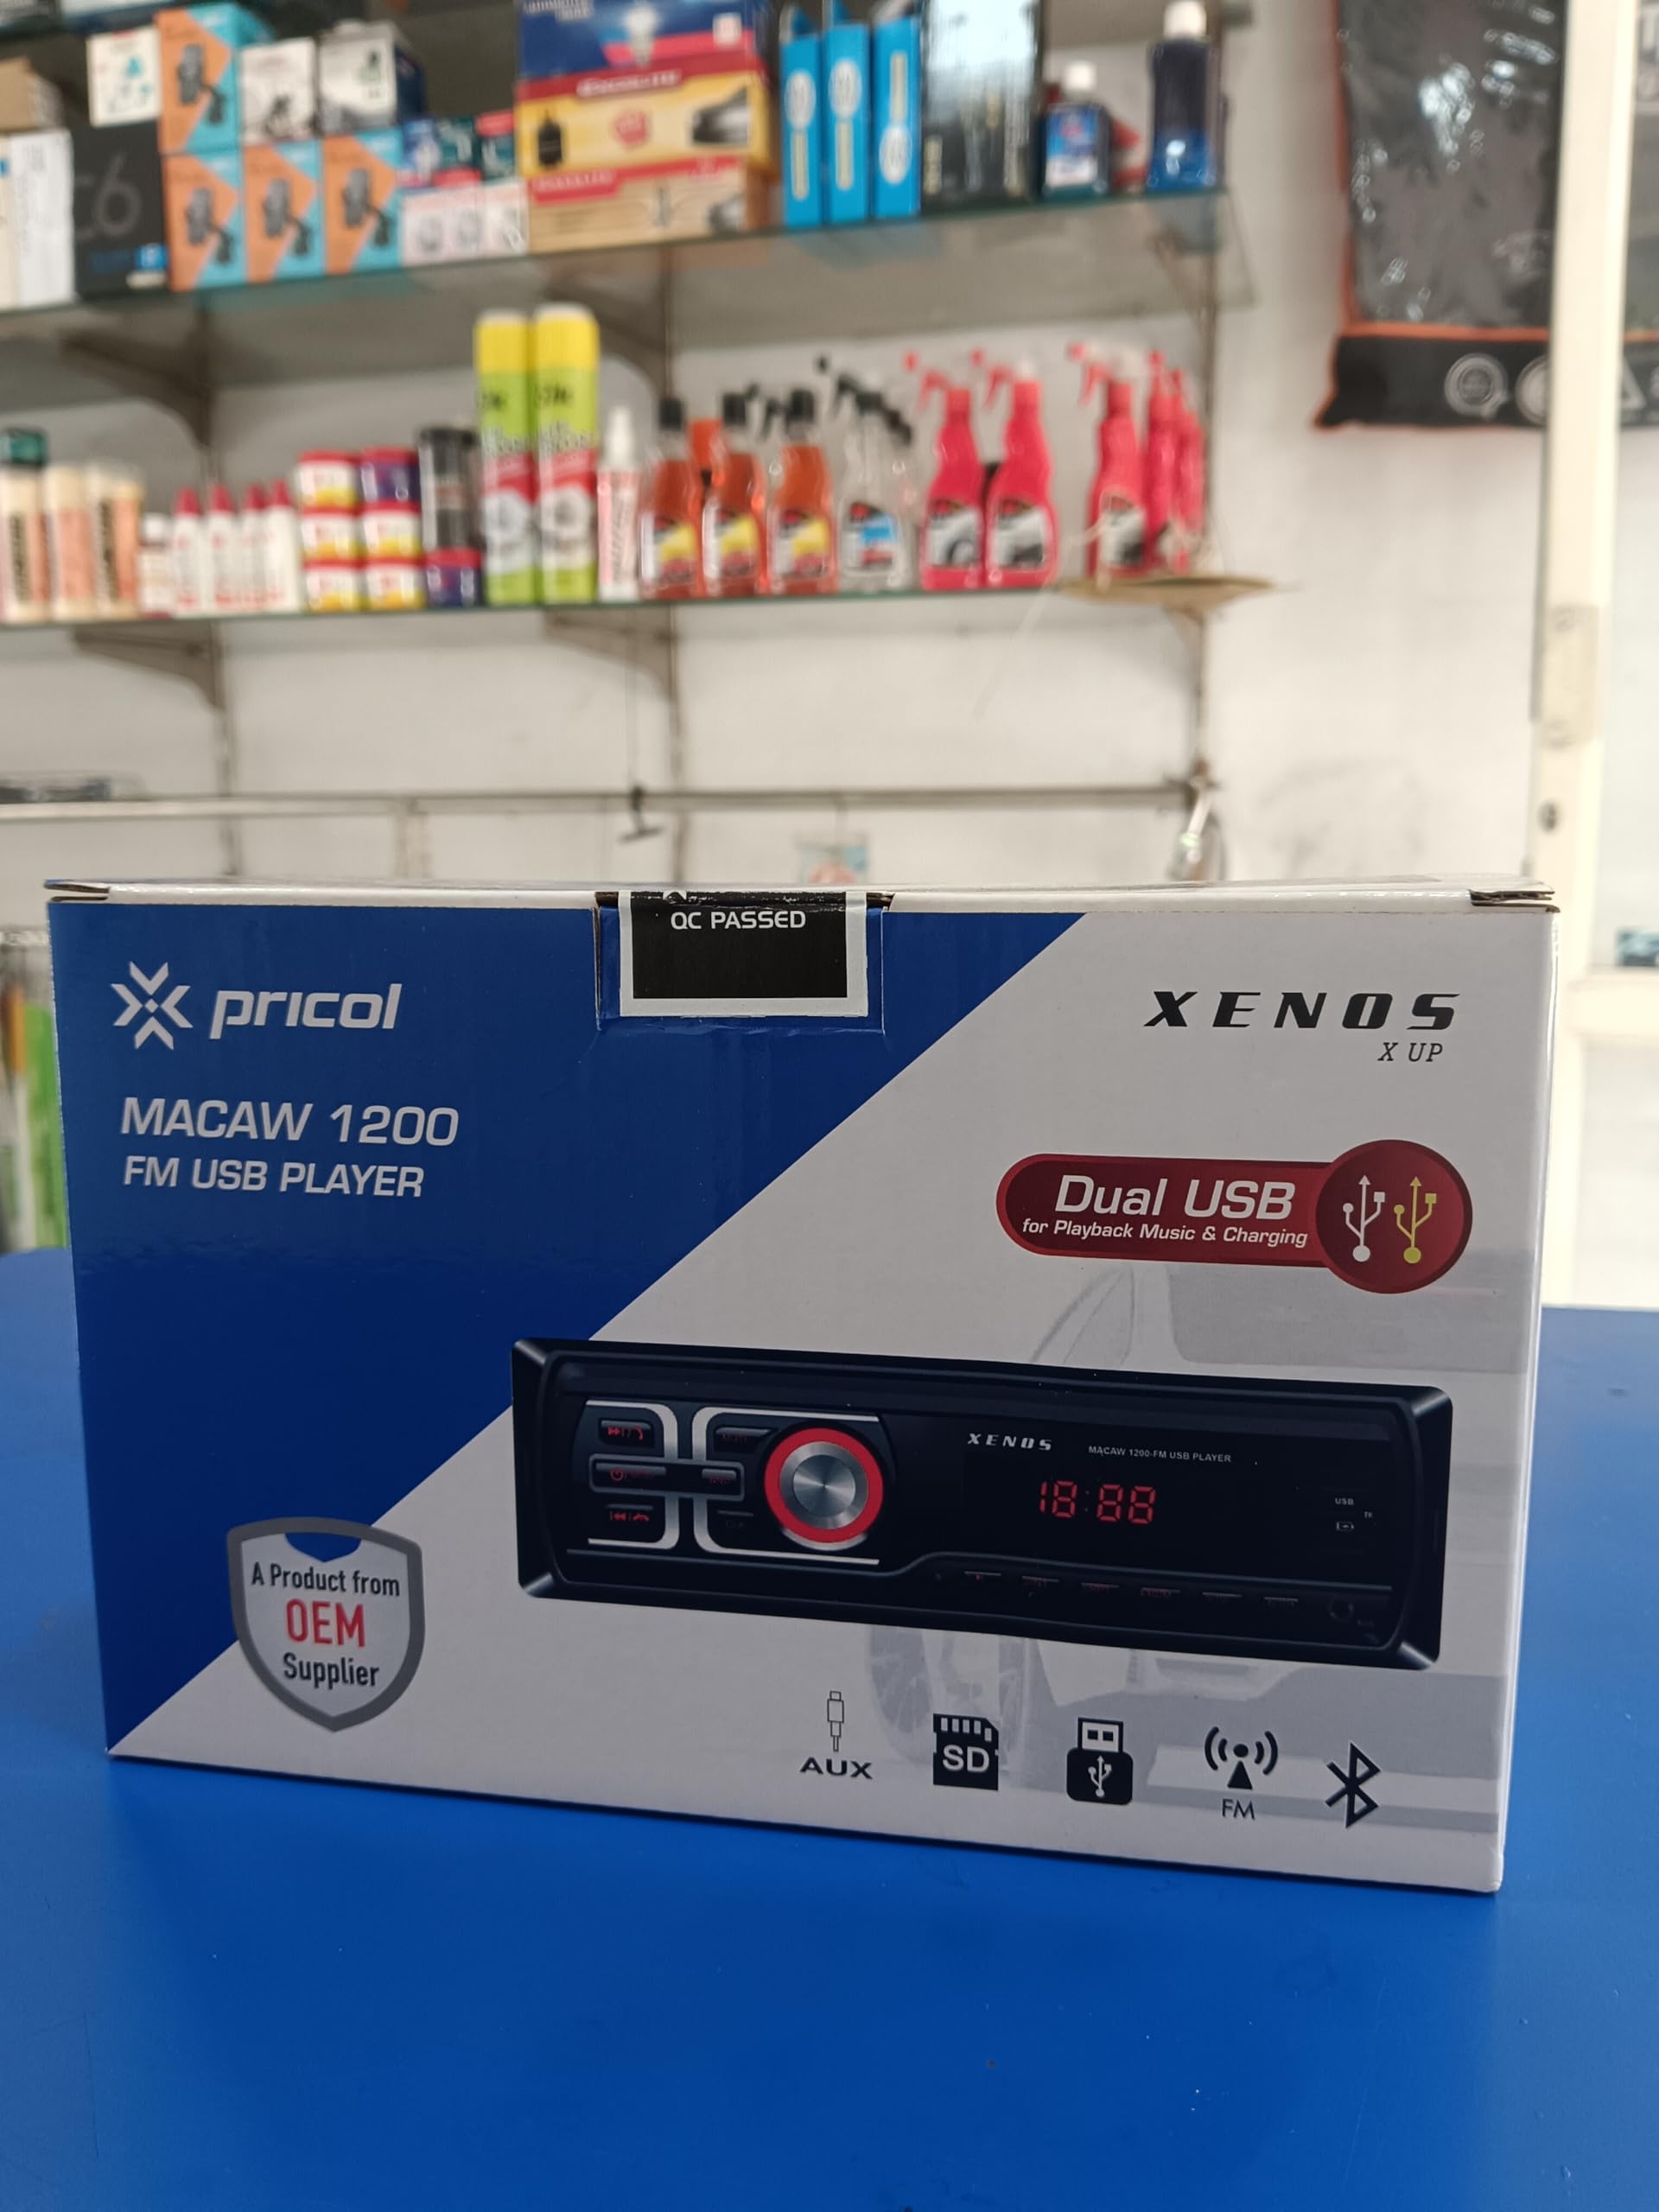 QC PASSED
pricol
MACAW 1200
FM USB PLAYER
XENOS
X UP
Dual USB
for Playback Music & Charging
XENOS
MACAW 1200-FM USB PLAYER
18:88
USB
A Product from
OEM
Supplier
AUX
SD
FM